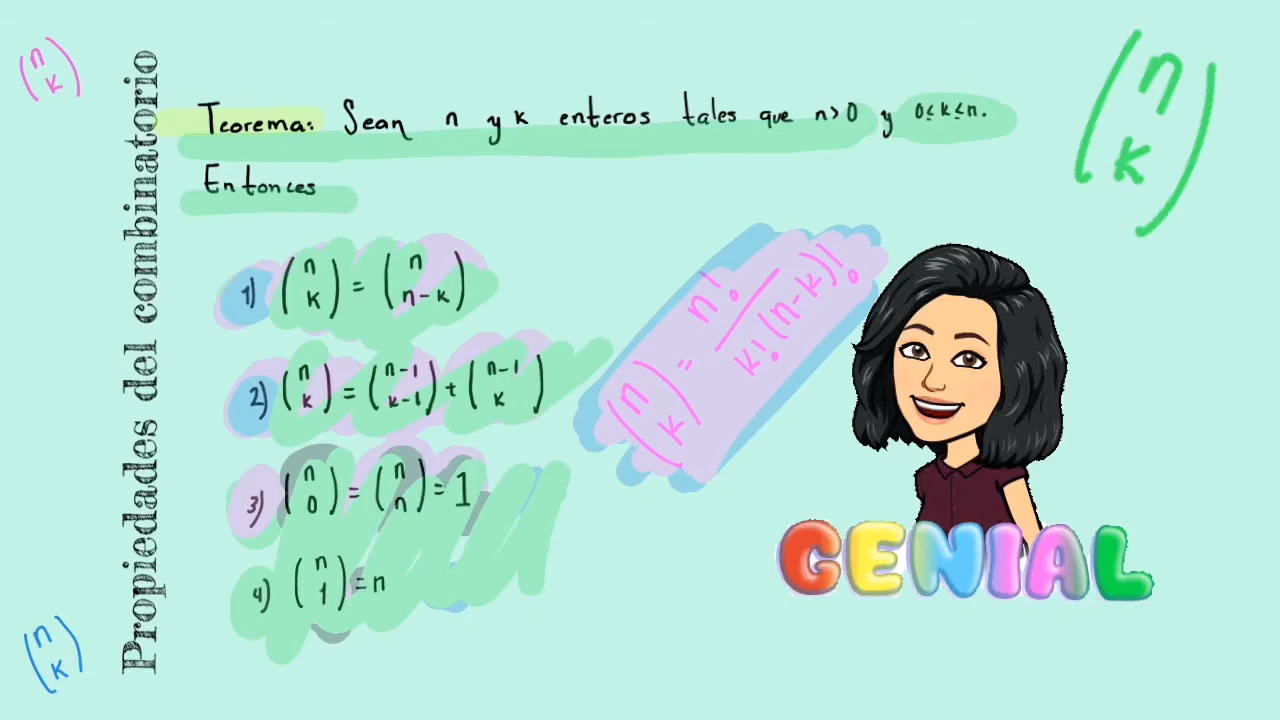 Propiedades del combinatorio
(n k)
(n k)
(n k)
Teorema: Sean n y k enteros tales que n>0 y 0≤k≤n.
Entonces
1) (n k) = (n n-k)
2) (n k) = (n-1 k-1) + (n-1 k)
3) (n 0) = (n n) = 1
4) (n 1) = n
(n k) = n! / k!(n-k)!
GENIAL